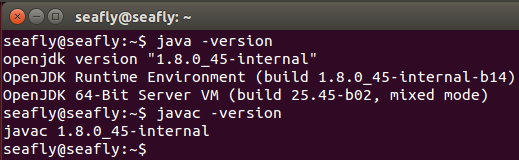 seafly@seafly: ~
seafly@seafly:~$ java -version
openjdk version "1.8.0_45-internal"
OpenJDK Runtime Environment (build 1.8.0_45-internal-b14)
OpenJDK 64-Bit Server VM (build 25.45-b02, mixed mode)
seafly@seafly:~$ javac -version
javac 1.8.0_45-internal
seafly@seafly:~$